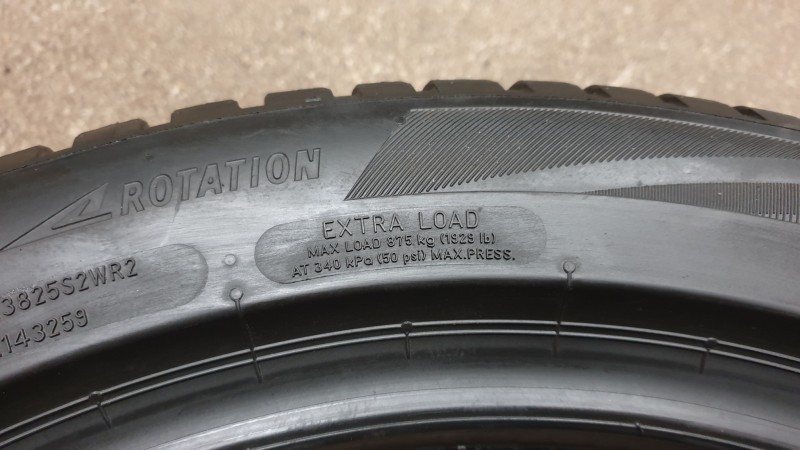 ROTATION
EXTRA LOAD
MAX LOAD 875 kg (1929 lb)
AT 340 kPa (50 psi) MAX.PRESS.
3825S2WR2
143259